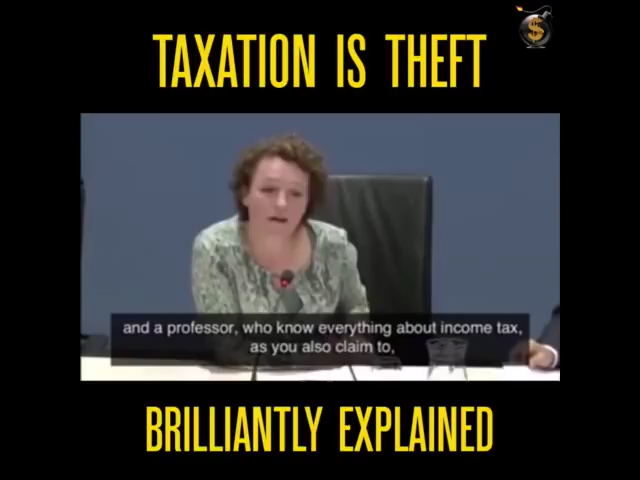 $
TAXATION IS THEFT
and a professor, who know everything about income tax,
as you also claim to,
BRILLIANTLY EXPLAINED